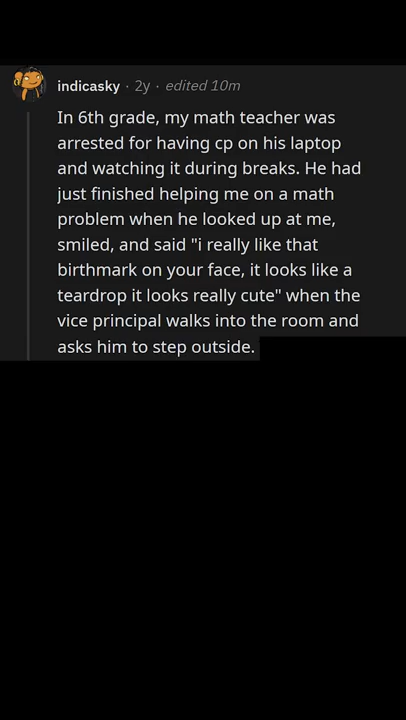 indicasky · 2y · edited 10m
In 6th grade, my math teacher was
arrested for having cp on his laptop
and watching it during breaks. He had
just finished helping me on a math
problem when he looked up at me,
smiled, and said "i really like that
birthmark on your face, it looks like a
teardrop it looks really cute" when the
vice principal walks into the room and
asks him to step outside.